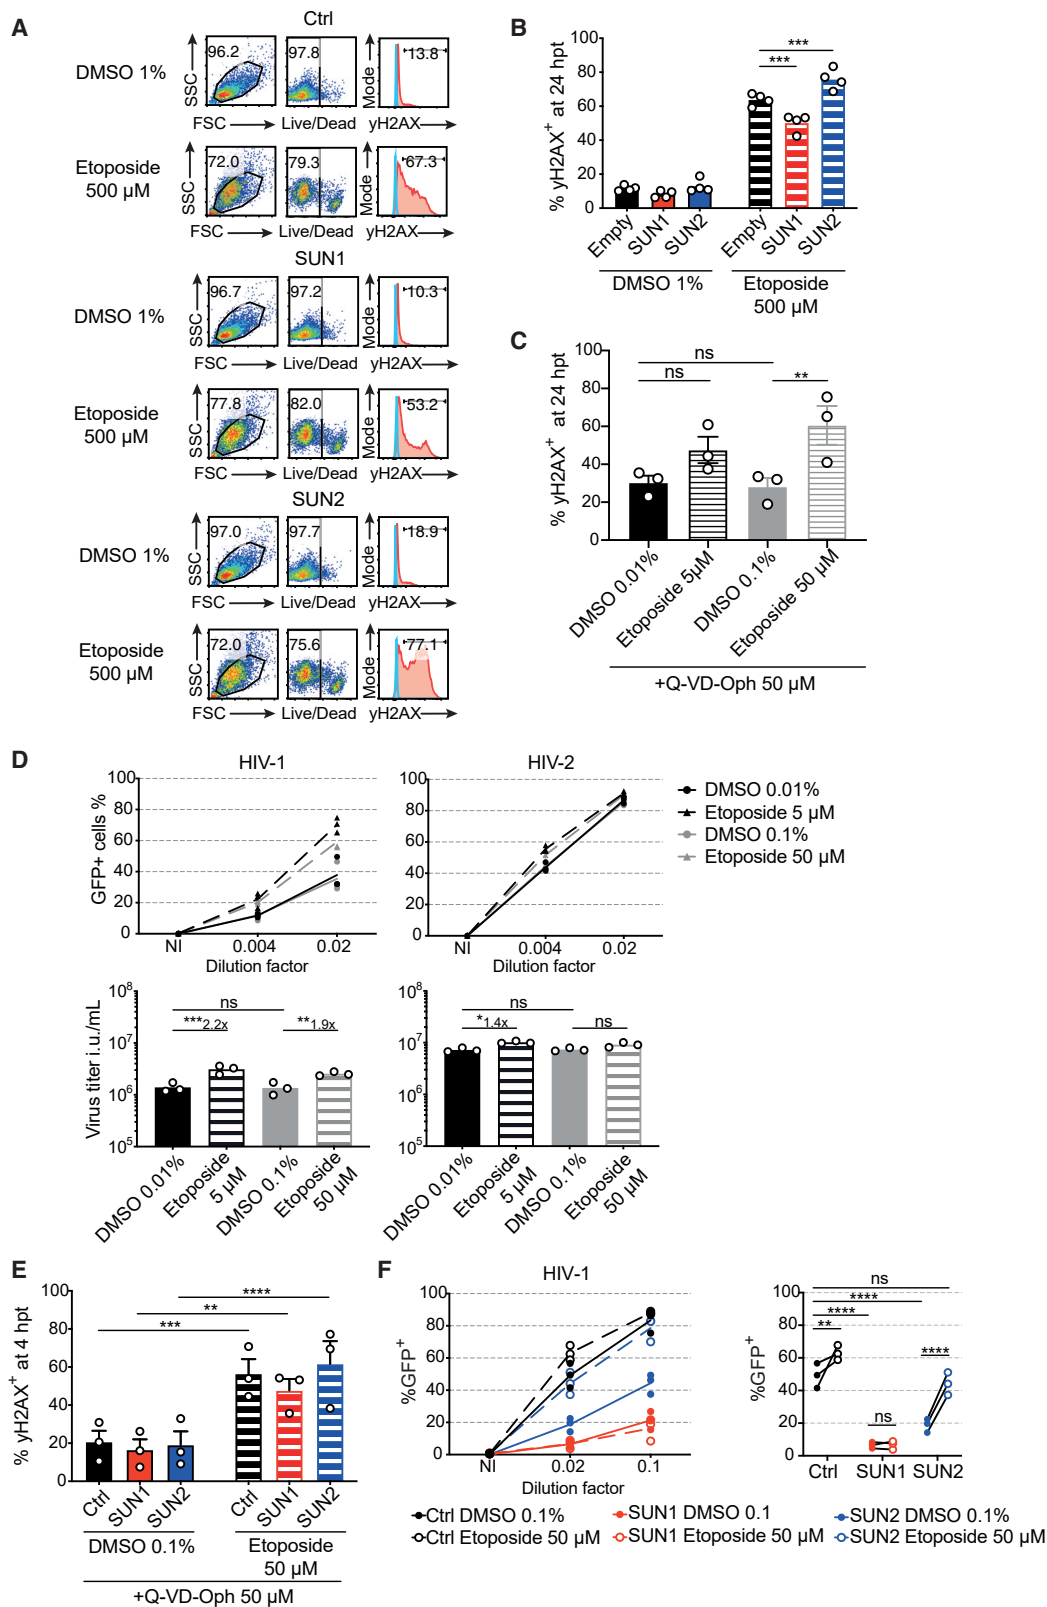 A
Ctrl
DMSO 1%
96.2
97.8
13.8
SSC
Mode
FSC
Live/Dead
yH2AX
Etoposide
500 µM
72.0
79.3
67.3
SSC
Mode
FSC
Live/Dead
yH2AX
SUN1
DMSO 1%
96.7
97.2
10.3
SSC
Mode
FSC
Live/Dead
yH2AX
Etoposide
500 µM
77.8
82.0
53.2
SSC
Mode
FSC
Live/Dead
yH2AX
SUN2
DMSO 1%
97.0
97.7
18.9
SSC
Mode
FSC
Live/Dead
yH2AX
Etoposide
500 µM
72.0
75.6
77.1
SSC
Mode
FSC
Live/Dead
yH2AX
B
% yH2AX+ at 24 hpt
100
80
60
40
20
0
***
***
Empty
SUN1
SUN2
Empty
SUN1
SUN2
DMSO 1%
Etoposide
500 µM
C
% yH2AX+ at 24 hpt
100
80
60
40
20
0
ns
ns
**
DMSO 0.01%
Etoposide 5µM
DMSO 0.1%
Etoposide 50 µM
+Q-VD-Oph 50 µM
D
HIV-1
GFP+ cells %
100
80
60
40
20
0
NI
0.004
0.02
Dilution factor
HIV-2
100
80
60
40
20
0
NI
0.004
0.02
Dilution factor
DMSO 0.01%
Etoposide 5 µM
DMSO 0.1%
Etoposide 50 µM
Virus titer i.u./mL
10^8
10^7
10^6
10^5
ns
***2.2x
**1.9x
DMSO 0.01%
Etoposide
5 µM
DMSO 0.1%
Etoposide
50 µM
10^8
10^7
10^6
10^5
ns
*1.4x
ns
DMSO 0.01%
Etoposide
5 µM
DMSO 0.1%
Etoposide
50 µM
E
% yH2AX+ at 4 hpt
100
80
60
40
20
0
****
**
***
Ctrl
SUN1
SUN2
Ctrl
SUN1
SUN2
DMSO 0.1%
Etoposide
50 µM
+Q-VD-Oph 50 µM
F
HIV-1
%GFP+
100
80
60
40
20
0
NI
0.02
0.1
Dilution factor
%GFP+
100
80
60
40
20
0
ns
****
****
**
****
ns
Ctrl
SUN1
SUN2
Ctrl DMSO 0.1%
SUN1 DMSO 0.1
SUN2 DMSO 0.1%
Ctrl Etoposide 50 µM
SUN1 Etoposide 50 µM
SUN2 Etoposide 50 µM